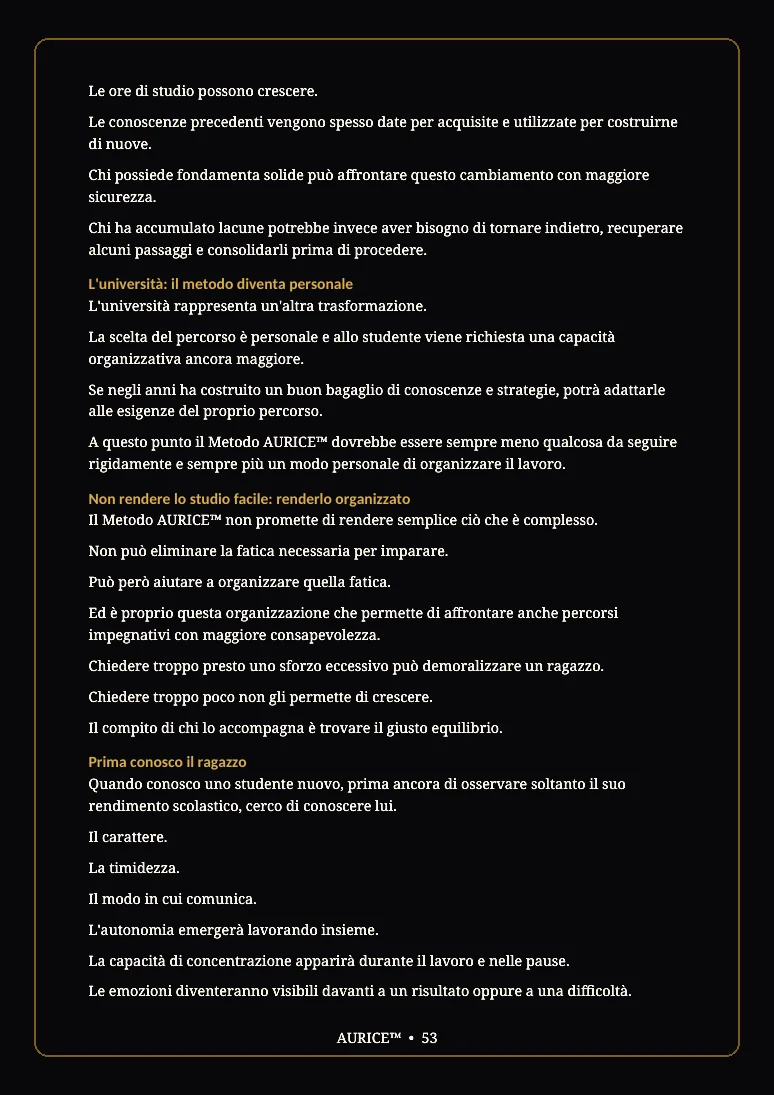 Le ore di studio possono crescere.
Le conoscenze precedenti vengono spesso date per acquisite e utilizzate per costruirne
di nuove.
Chi possiede fondamenta solide può affrontare questo cambiamento con maggiore
sicurezza.
Chi ha accumulato lacune potrebbe invece aver bisogno di tornare indietro, recuperare
alcuni passaggi e consolidarli prima di procedere.
L'università: il metodo diventa personale
L'università rappresenta un'altra trasformazione.
La scelta del percorso è personale e allo studente viene richiesta una capacità
organizzativa ancora maggiore.
Se negli anni ha costruito un buon bagaglio di conoscenze e strategie, potrà adattarle
alle esigenze del proprio percorso.
A questo punto il Metodo AURICE™ dovrebbe essere sempre meno qualcosa da seguire
rigidamente e sempre più un modo personale di organizzare il lavoro.
Non rendere lo studio facile: renderlo organizzato
Il Metodo AURICE™ non promette di rendere semplice ciò che è complesso.
Non può eliminare la fatica necessaria per imparare.
Può però aiutare a organizzare quella fatica.
Ed è proprio questa organizzazione che permette di affrontare anche percorsi
impegnativi con maggiore consapevolezza.
Chiedere troppo presto uno sforzo eccessivo può demoralizzare un ragazzo.
Chiedere troppo poco non gli permette di crescere.
Il compito di chi lo accompagna è trovare il giusto equilibrio.
Prima conosco il ragazzo
Quando conosco uno studente nuovo, prima ancora di osservare soltanto il suo
rendimento scolastico, cerco di conoscere lui.
Il carattere.
La timidezza.
Il modo in cui comunica.
L'autonomia emergerà lavorando insieme.
La capacità di concentrazione apparirà durante il lavoro e nelle pause.
Le emozioni diventeranno visibili davanti a un risultato oppure a una difficoltà.
AURICE™ • 53